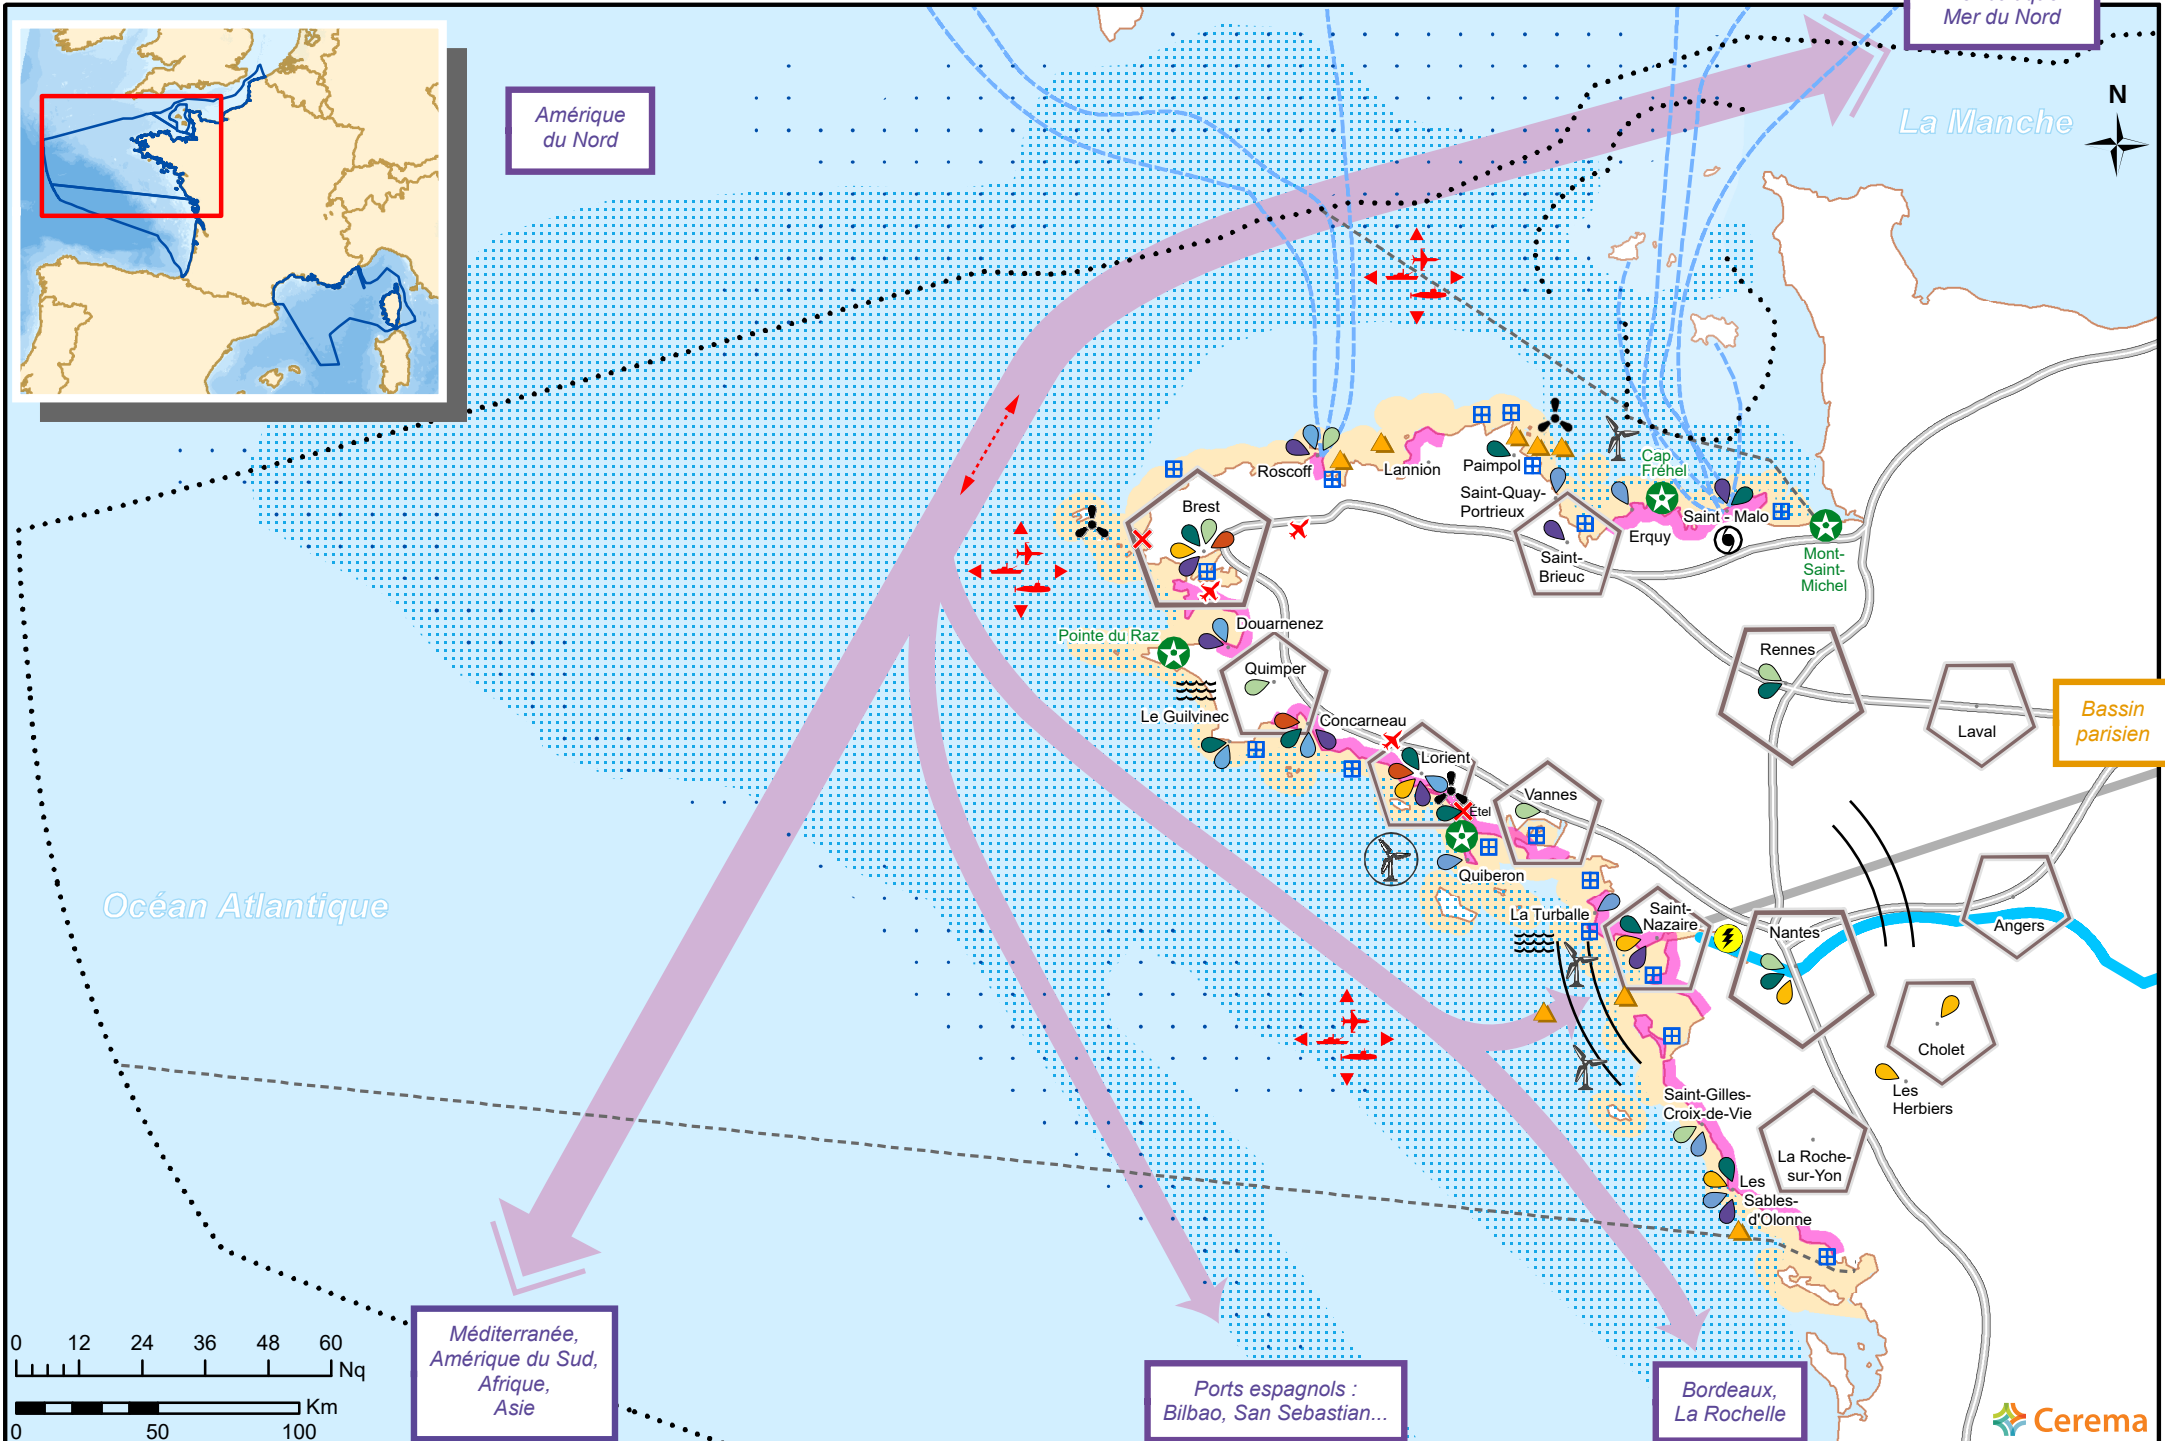 Mer du Nord
Amérique
du Nord
La Manche
N
Roscoff
Lannion
Paimpol
Saint-Quay-
Portrieux
Cap
Fréhel
Saint - Malo
Erquy
Mont-
Saint-
Michel
Brest
Saint-
Brieuc
Pointe du Raz
Douarnenez
Quimper
Rennes
Laval
Bassin
parisien
Le Guilvinec
Concarneau
Lorient
Étel
Vannes
Quiberon
Océan Atlantique
La Turballe
Saint-
Nazaire
Nantes
Angers
Cholet
Les
Herbiers
Saint-Gilles-
Croix-de-Vie
La Roche-
sur-Yon
Les
Sables-
d'Olonne
0 12 24 36 48 60
Nq
Km
0 50 100
Méditerranée,
Amérique du Sud,
Afrique,
Asie
Ports espagnols :
Bilbao, San Sebastian...
Bordeaux,
La Rochelle
Cerema